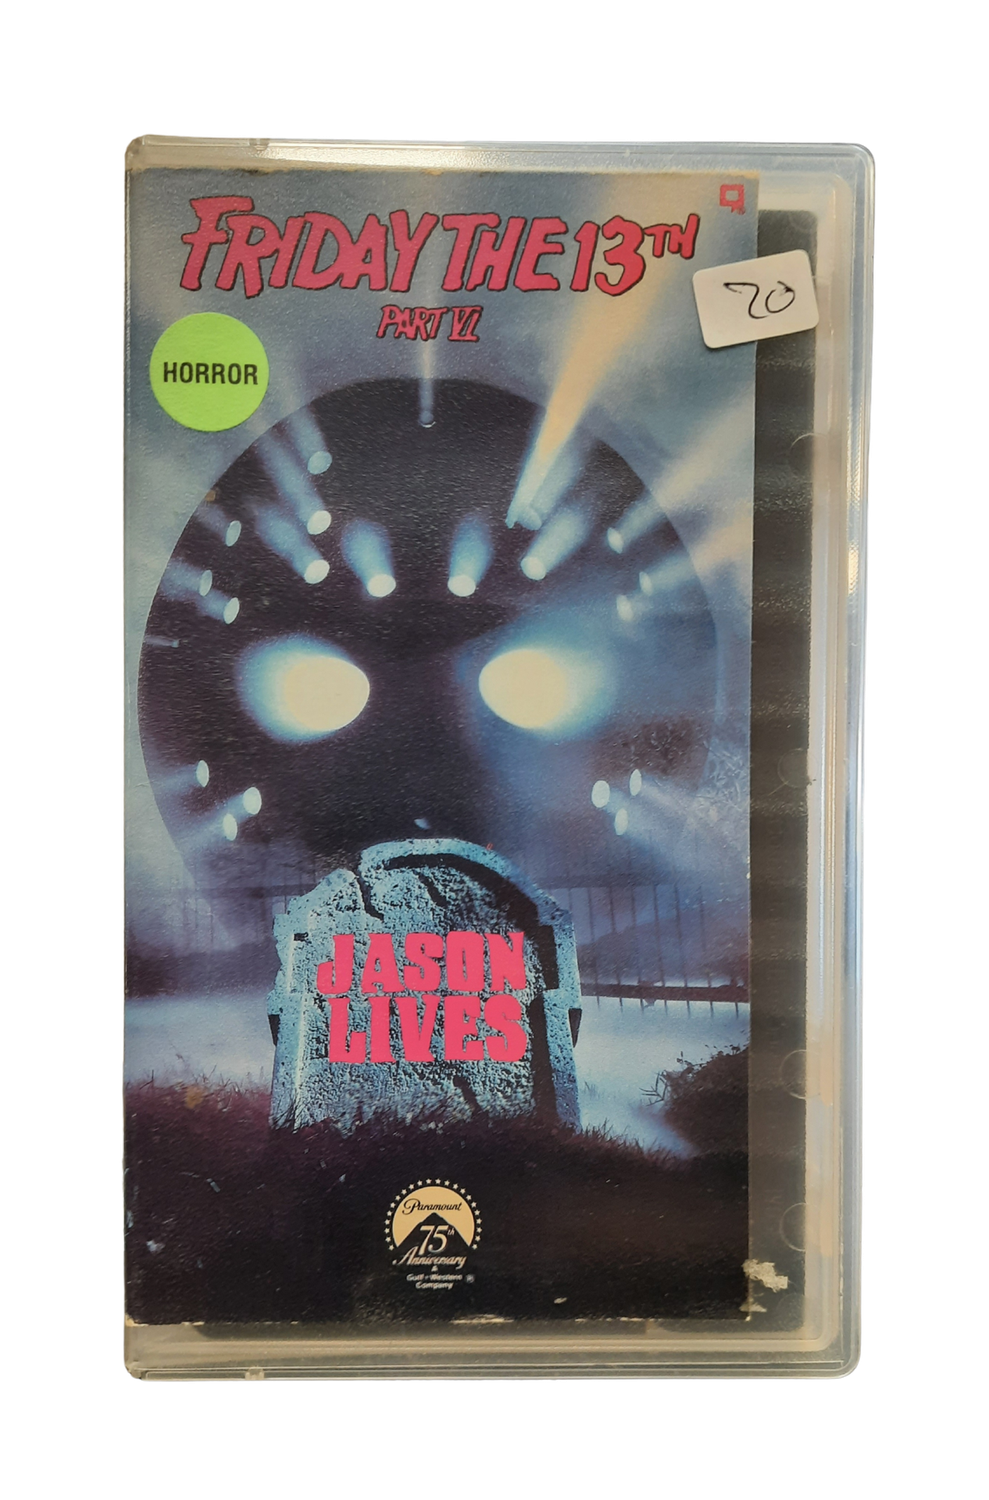 FRIDAY THE 13TH
PART VI
20
HORROR
JASON
LIVES
Paramount
75th
Anniversary
A
Gulf + Western
Company
®